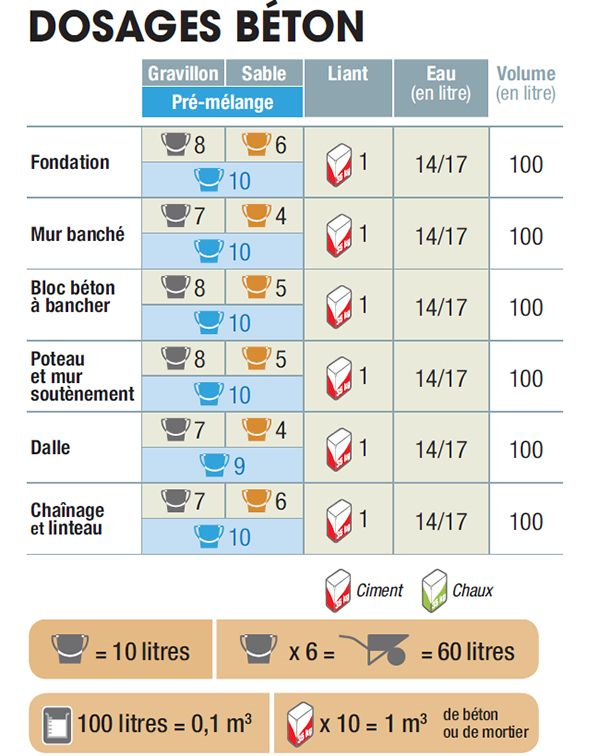 DOSAGES BÉTON
Gravillon Sable Liant Eau Volume
(en litre) (en litre)
Pré-mélange
8 6
Fondation 1 14/17 100
10
7 4
Mur banché 1 14/17 100
10
8 5
Bloc béton
à bancher 1 14/17 100
10
8 5
Poteau
et mur 1 14/17 100
soutènement
10
7 4
Dalle 1 14/17 100
9
7 6
Chaînage
et linteau 1 14/17 100
10
Ciment Chaux
= 10 litres x 6 = = 60 litres
100 litres = 0,1 m³ x 10 = 1 m³ de béton
ou de mortier